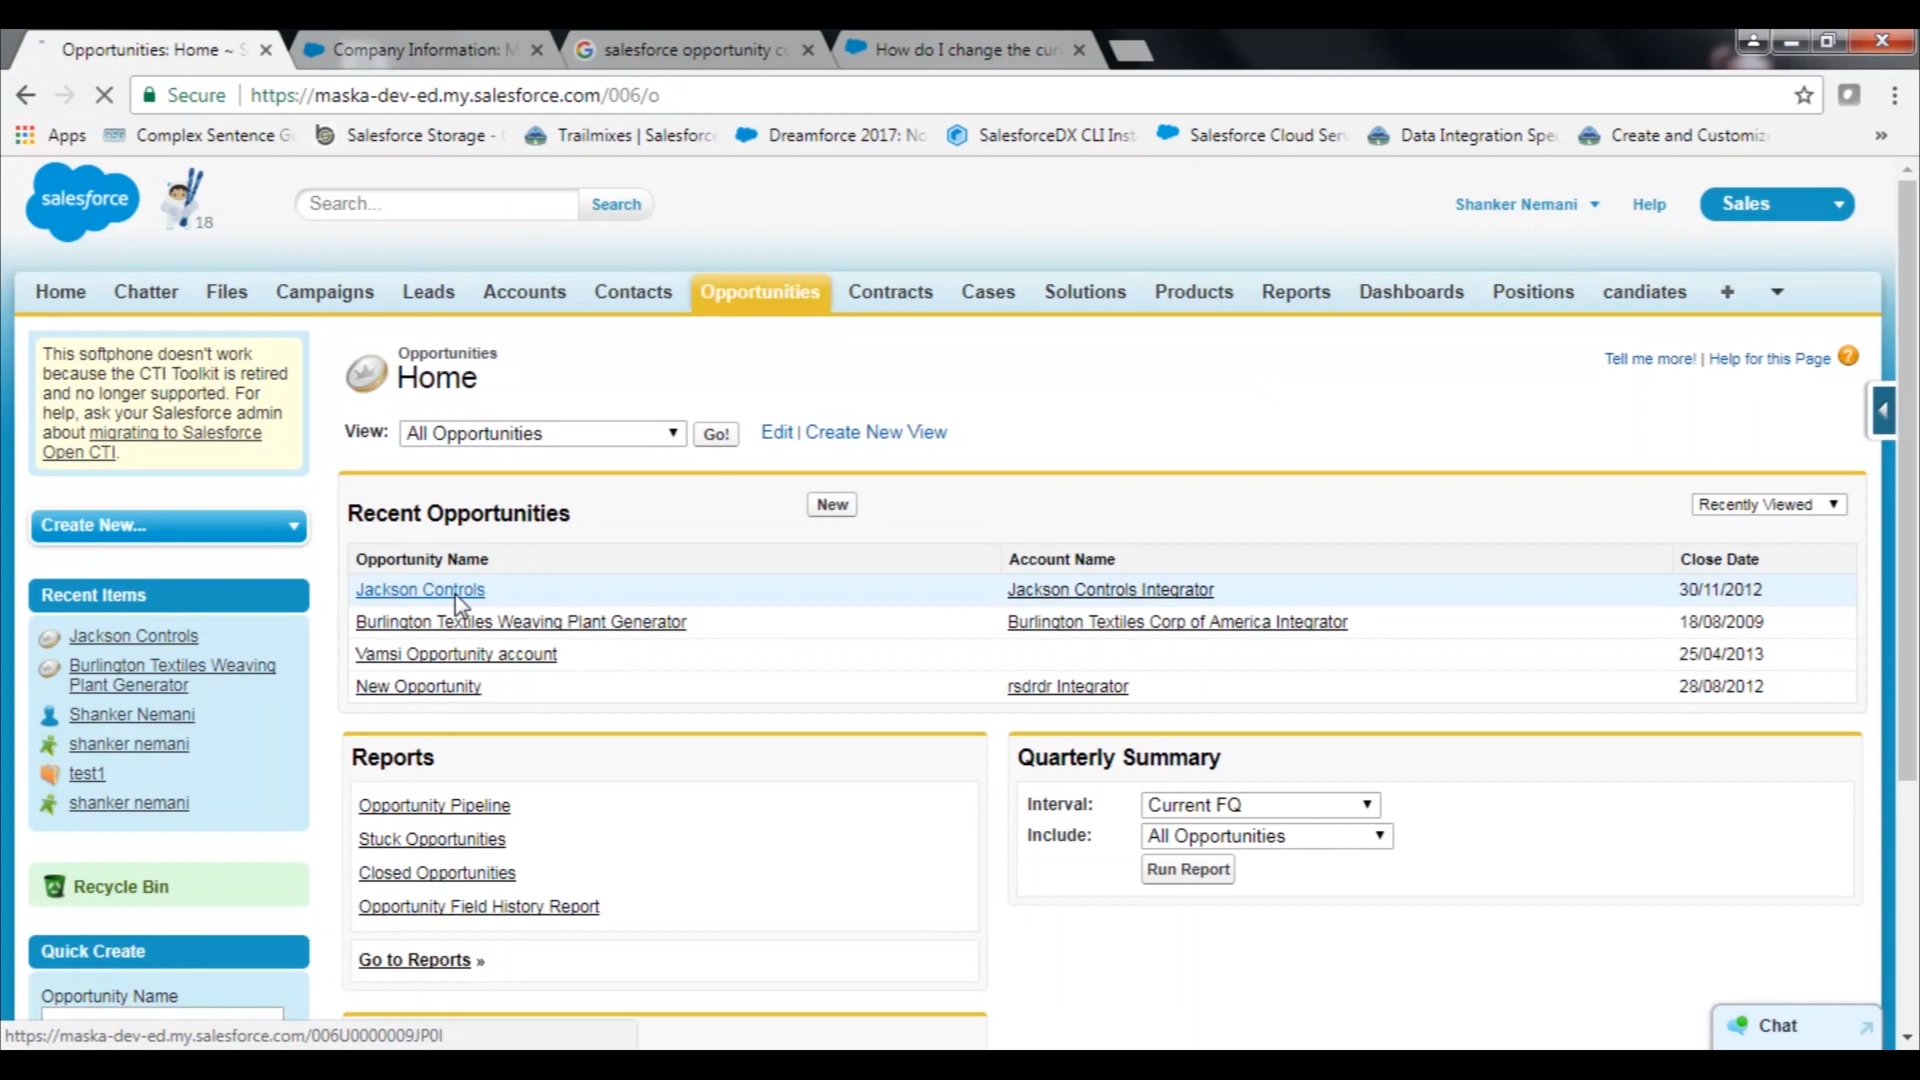 Opportunities: Home ~ S
Company Information: M
salesforce opportunity cu
How do I change the cur
Secure
https://maska-dev-ed.my.salesforce.com/006/o
Apps
Complex Sentence Ge
Salesforce Storage -
Trailmixes | Salesforc
Dreamforce 2017: No
SalesforceDX CLI Inst
Salesforce Cloud Ser
Data Integration Spe
Create and Customiz
»
salesforce
18
Search...
Search
Shanker Nemani
Help
Sales
Home
Chatter
Files
Campaigns
Leads
Accounts
Contacts
Opportunities
Contracts
Cases
Solutions
Products
Reports
Dashboards
Positions
candiates
+
This softphone doesn't work
because the CTI Toolkit is retired
and no longer supported. For
help, ask your Salesforce admin
about migrating to Salesforce
Open CTI.
Create New...
Recent Items
Jackson Controls
Burlington Textiles Weaving
Plant Generator
Shanker Nemani
shanker nemani
test1
shanker nemani
Recycle Bin
Quick Create
Opportunity Name
Opportunities
Home
Tell me more! | Help for this Page ?
View: All Opportunities Go! Edit | Create New View
Recent Opportunities
New
Recently Viewed
Opportunity Name Account Name Close Date
Jackson Controls Jackson Controls Integrator 30/11/2012
Burlington Textiles Weaving Plant Generator Burlington Textiles Corp of America Integrator 18/08/2009
Vamsi Opportunity account 25/04/2013
New Opportunity rsdrdr Integrator 28/08/2012
Reports
Opportunity Pipeline
Stuck Opportunities
Closed Opportunities
Opportunity Field History Report
Go to Reports »
Quarterly Summary
Interval: Current FQ
Include: All Opportunities
Run Report
Chat
https://maska-dev-ed.my.salesforce.com/006U0000009JP0I